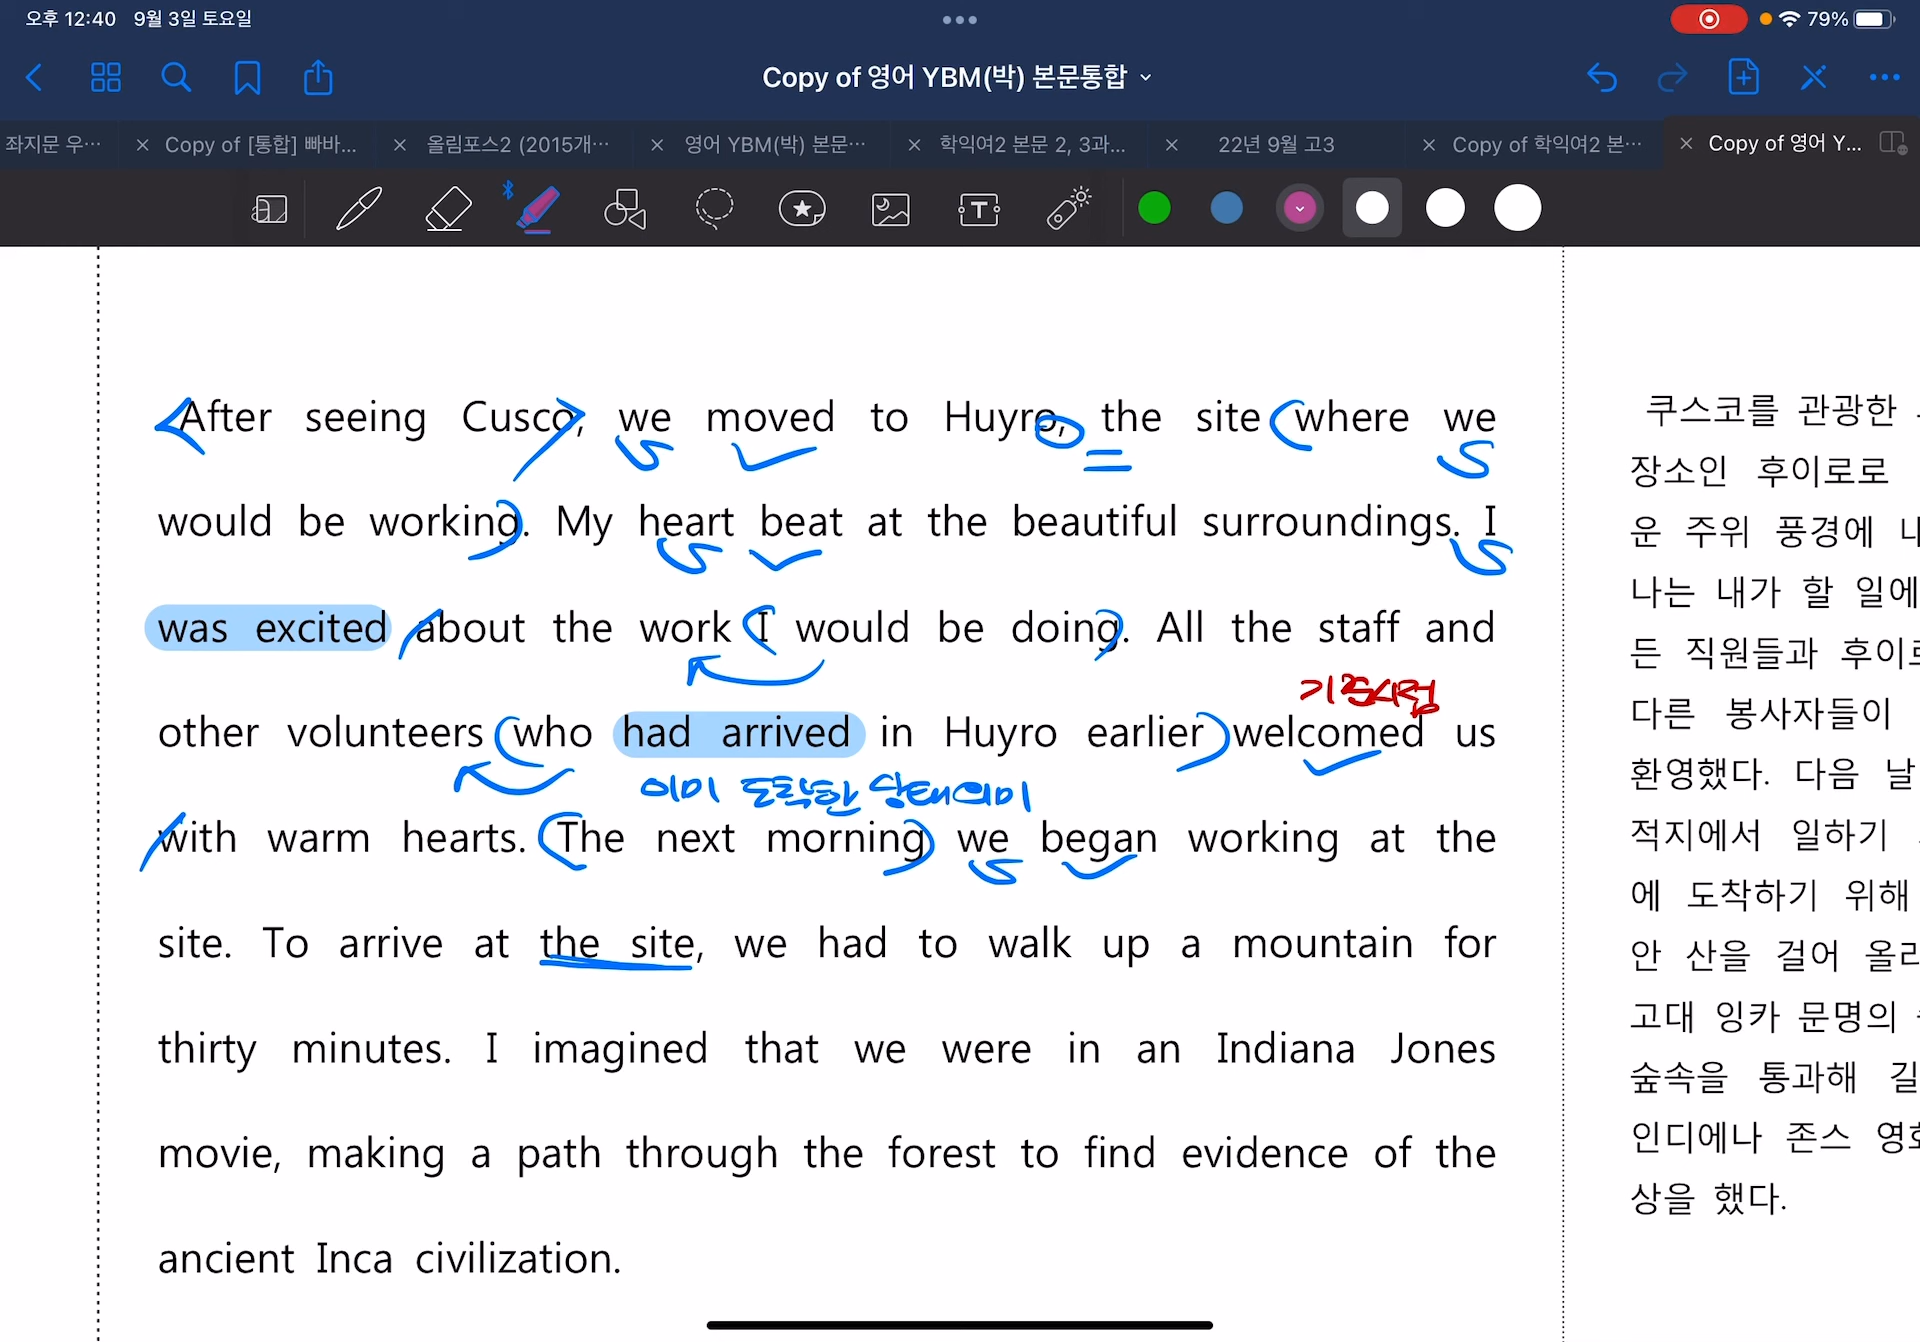 오후 12:40 9월 3일 토요일
79%
Copy of 영어 YBM(박) 본문통합
좌지문 우… Copy of [통합] 빠바… 올림포스2 (2015개… 영어 YBM(박) 본문… 학익여2 본문 2, 3과… 22년 9월 고3 Copy of 학익여2 본… Copy of 영어 Y…
After seeing Cusco, we moved to Huyro, the site where we
would be working. My heart beat at the beautiful surroundings. I
was excited about the work I would be doing. All the staff and
기준시점
other volunteers who had arrived in Huyro earlier welcomed us
이미 도착한 상태의미
with warm hearts. The next morning we began working at the
site. To arrive at the site, we had to walk up a mountain for
thirty minutes. I imagined that we were in an Indiana Jones
movie, making a path through the forest to find evidence of the
ancient Inca civilization.
쿠스코를 관광한
장소인 후이로로
운 주위 풍경에
나는 내가 할 일에
든 직원들과
다른 봉사자들이
환영했다. 다음 날
적지에서 일하기
에 도착하기 위해
안 산을 걸어
고대 잉카 문명의
숲속을 통과해 길
인디에나 존스
상을 했다.